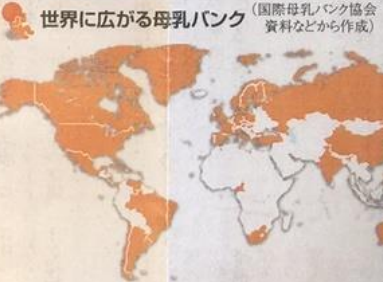 世界に広がる母乳バンク
(国際母乳バンク協会
資料などから作成)